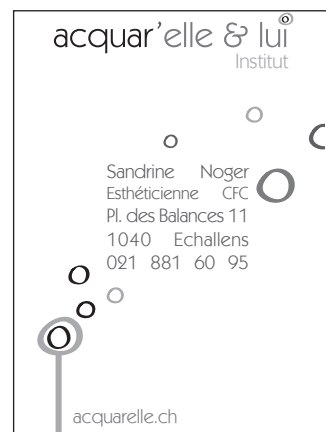 acquar'elle & lui
Institut
Sandrine Noger
Esthéticienne CFC
Pl. des Balances 11
1040 Echallens
021 881 60 95
acquarelle.ch